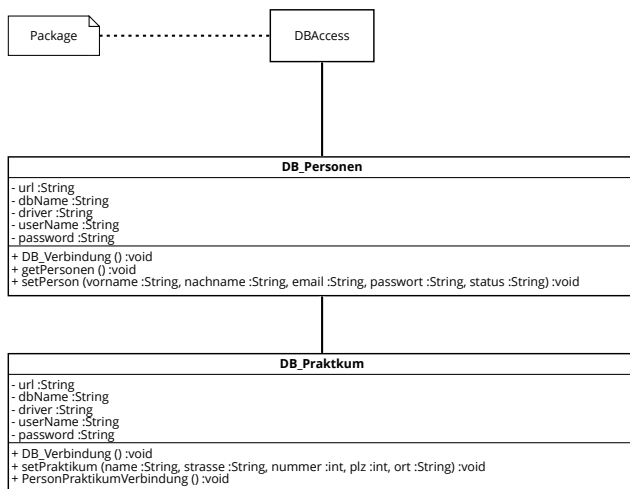 Package
DBAccess
DB_Personen
- url :String
- dbName :String
- driver :String
- userName :String
- password :String
+ DB_Verbindung () :void
+ getPersonen () :void
+ setPerson (vorname :String, nachname :String, email :String, passwort :String, status :String) :void
DB_Praktkum
- url :String
- dbName :String
- driver :String
- userName :String
- password :String
+ DB_Verbindung () :void
+ setPraktikum (name :String, strasse :String, nummer :int, plz :int, ort :String) :void
+ PersonPraktikumVerbindung () :void